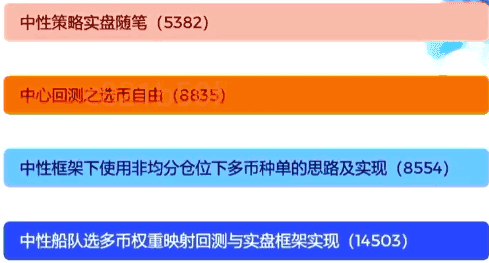 中性策略实盘随笔（5382）
中心回测之选币自由（8835）
中性框架下使用非均分仓位下多币种单的思路及实现（8554）
中性船队选多币权重映射回测与实盘框架实现（14503）